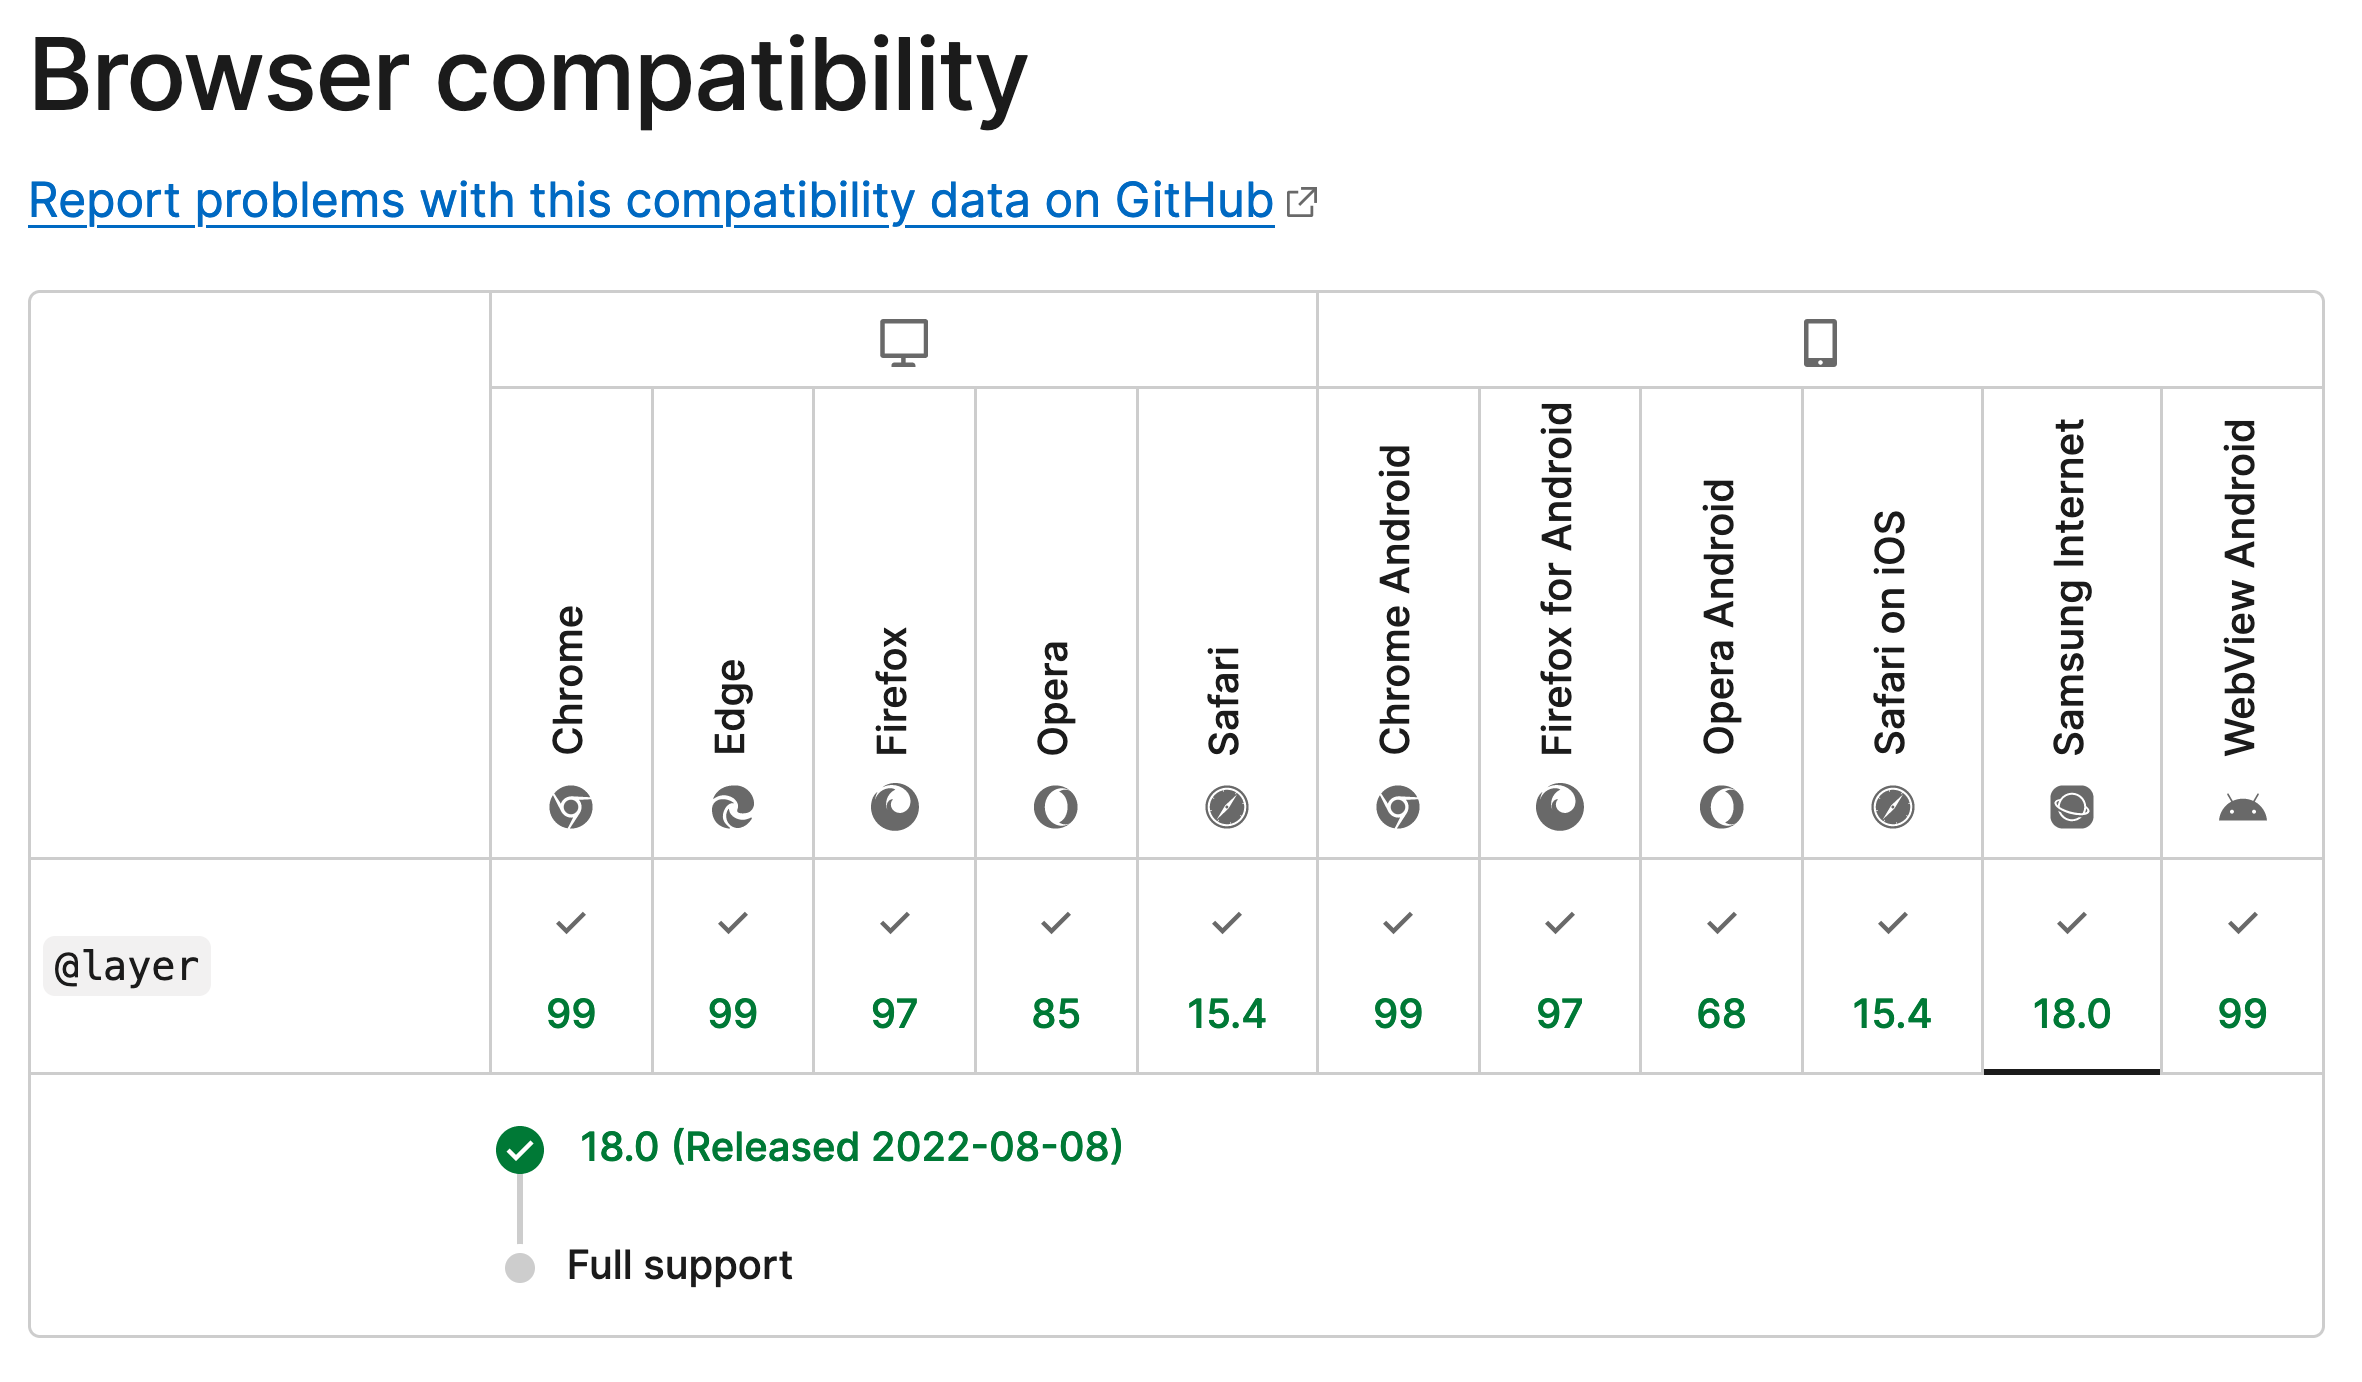 Browser compatibility
Report problems with this compatibility data on GitHub
Chrome
Edge
Firefox
Opera
Safari
Chrome Android
Firefox for Android
Opera Android
Safari on iOS
Samsung Internet
WebView Android
@layer
99
99
97
85
15.4
99
97
68
15.4
18.0
99
18.0 (Released 2022-08-08)
Full support